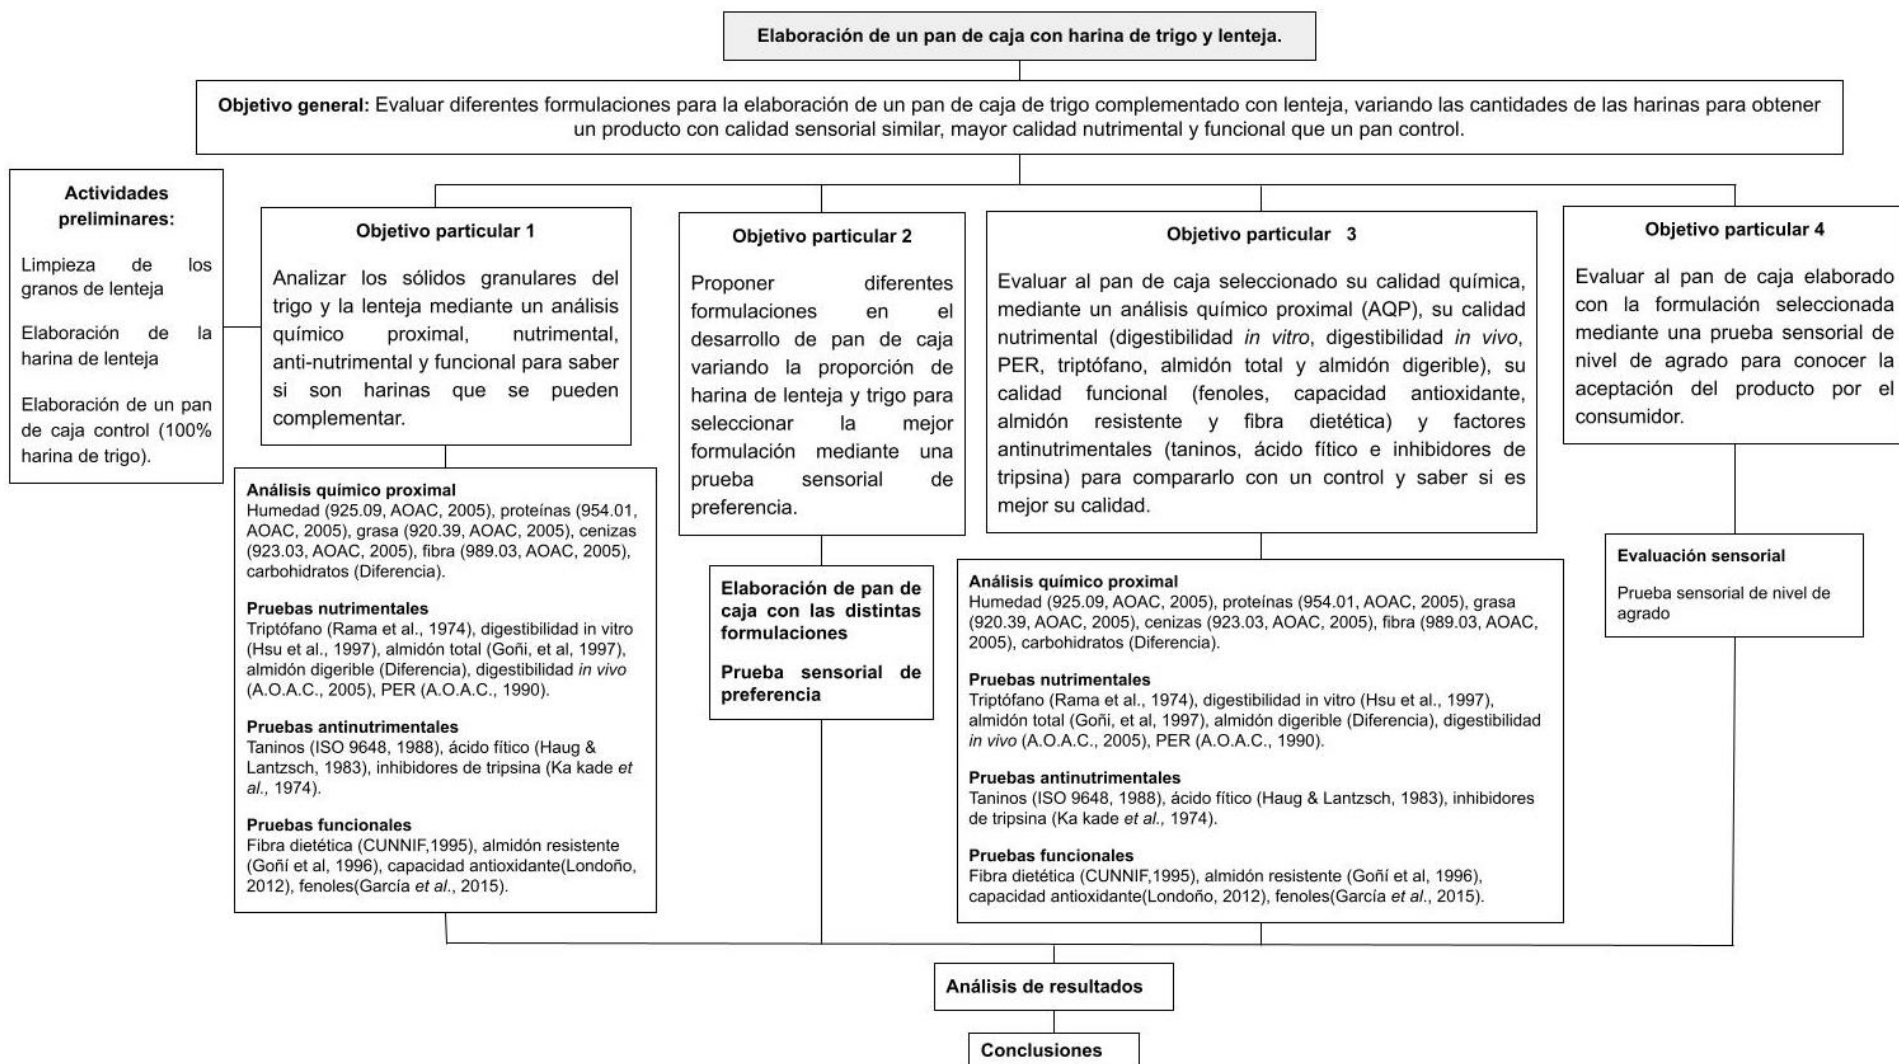 Elaboración de un pan de caja con harina de trigo y lenteja.
Objetivo general: Evaluar diferentes formulaciones para la elaboración de un pan de caja de trigo complementado con lenteja, variando las cantidades de las harinas para obtener
un producto con calidad sensorial similar, mayor calidad nutrimental y funcional que un pan control.
Actividades
preliminares:
Limpieza de los
granos de lenteja
Elaboración de la
harina de lenteja
Elaboración de un pan
de caja control (100%
harina de trigo).
Objetivo particular 1
Analizar los sólidos granulares del
trigo y la lenteja mediante un análisis
químico proximal, nutrimental,
anti-nutrimental y funcional para saber
si son harinas que se pueden
complementar.
Análisis químico proximal
Humedad (925.09, AOAC, 2005), proteínas (954.01,
AOAC, 2005), grasa (920.39, AOAC, 2005), cenizas
(923.03, AOAC, 2005), fibra (989.03, AOAC, 2005),
carbohidratos (Diferencia).
Pruebas nutrimentales
Triptófano (Rama et al., 1974), digestibilidad in vitro
(Hsu et al., 1997), almidón total (Goñi, et al, 1997),
almidón digerible (Diferencia), digestibilidad in vivo
(A.O.A.C., 2005), PER (A.O.A.C., 1990).
Pruebas antinutrimentales
Taninos (ISO 9648, 1988), ácido fítico (Haug &
Lantzsch, 1983), inhibidores de tripsina (Ka kade et
al., 1974).
Pruebas funcionales
Fibra dietética (CUNNIF,1995), almidón resistente
(Goñí et al, 1996), capacidad antioxidante(Londoño,
2012), fenoles(García et al., 2015).
Objetivo particular 2
Proponer diferentes
formulaciones en el
desarrollo de pan de caja
variando la proporción de
harina de lenteja y trigo para
seleccionar la mejor
formulación mediante una
prueba sensorial de
preferencia.
Elaboración de pan de
caja con las distintas
formulaciones
Prueba sensorial de
preferencia
Objetivo particular 3
Evaluar al pan de caja seleccionado su calidad química,
mediante un análisis químico proximal (AQP), su calidad
nutrimental (digestibilidad in vitro, digestibilidad in vivo,
PER, triptófano, almidón total y almidón digerible), su
calidad funcional (fenoles, capacidad antioxidante,
almidón resistente y fibra dietética) y factores
antinutrimentales (taninos, ácido fítico e inhibidores de
tripsina) para compararlo con un control y saber si es
mejor su calidad.
Análisis químico proximal
Humedad (925.09, AOAC, 2005), proteínas (954.01, AOAC, 2005), grasa
(920.39, AOAC, 2005), cenizas (923.03, AOAC, 2005), fibra (989.03, AOAC,
2005), carbohidratos (Diferencia).
Pruebas nutrimentales
Triptófano (Rama et al., 1974), digestibilidad in vitro (Hsu et al., 1997),
almidón total (Goñi, et al, 1997), almidón digerible (Diferencia), digestibilidad
in vivo (A.O.A.C., 2005), PER (A.O.A.C., 1990).
Pruebas antinutrimentales
Taninos (ISO 9648, 1988), ácido fítico (Haug & Lantzsch, 1983), inhibidores
de tripsina (Ka kade et al., 1974).
Pruebas funcionales
Fibra dietética (CUNNIF,1995), almidón resistente (Goñí et al, 1996),
capacidad antioxidante(Londoño, 2012), fenoles(García et al., 2015).
Objetivo particular 4
Evaluar al pan de caja elaborado
con la formulación seleccionada
mediante una prueba sensorial de
nivel de agrado para conocer la
aceptación del producto por el
consumidor.
Evaluación sensorial
Prueba sensorial de nivel de
agrado
Análisis de resultados
Conclusiones